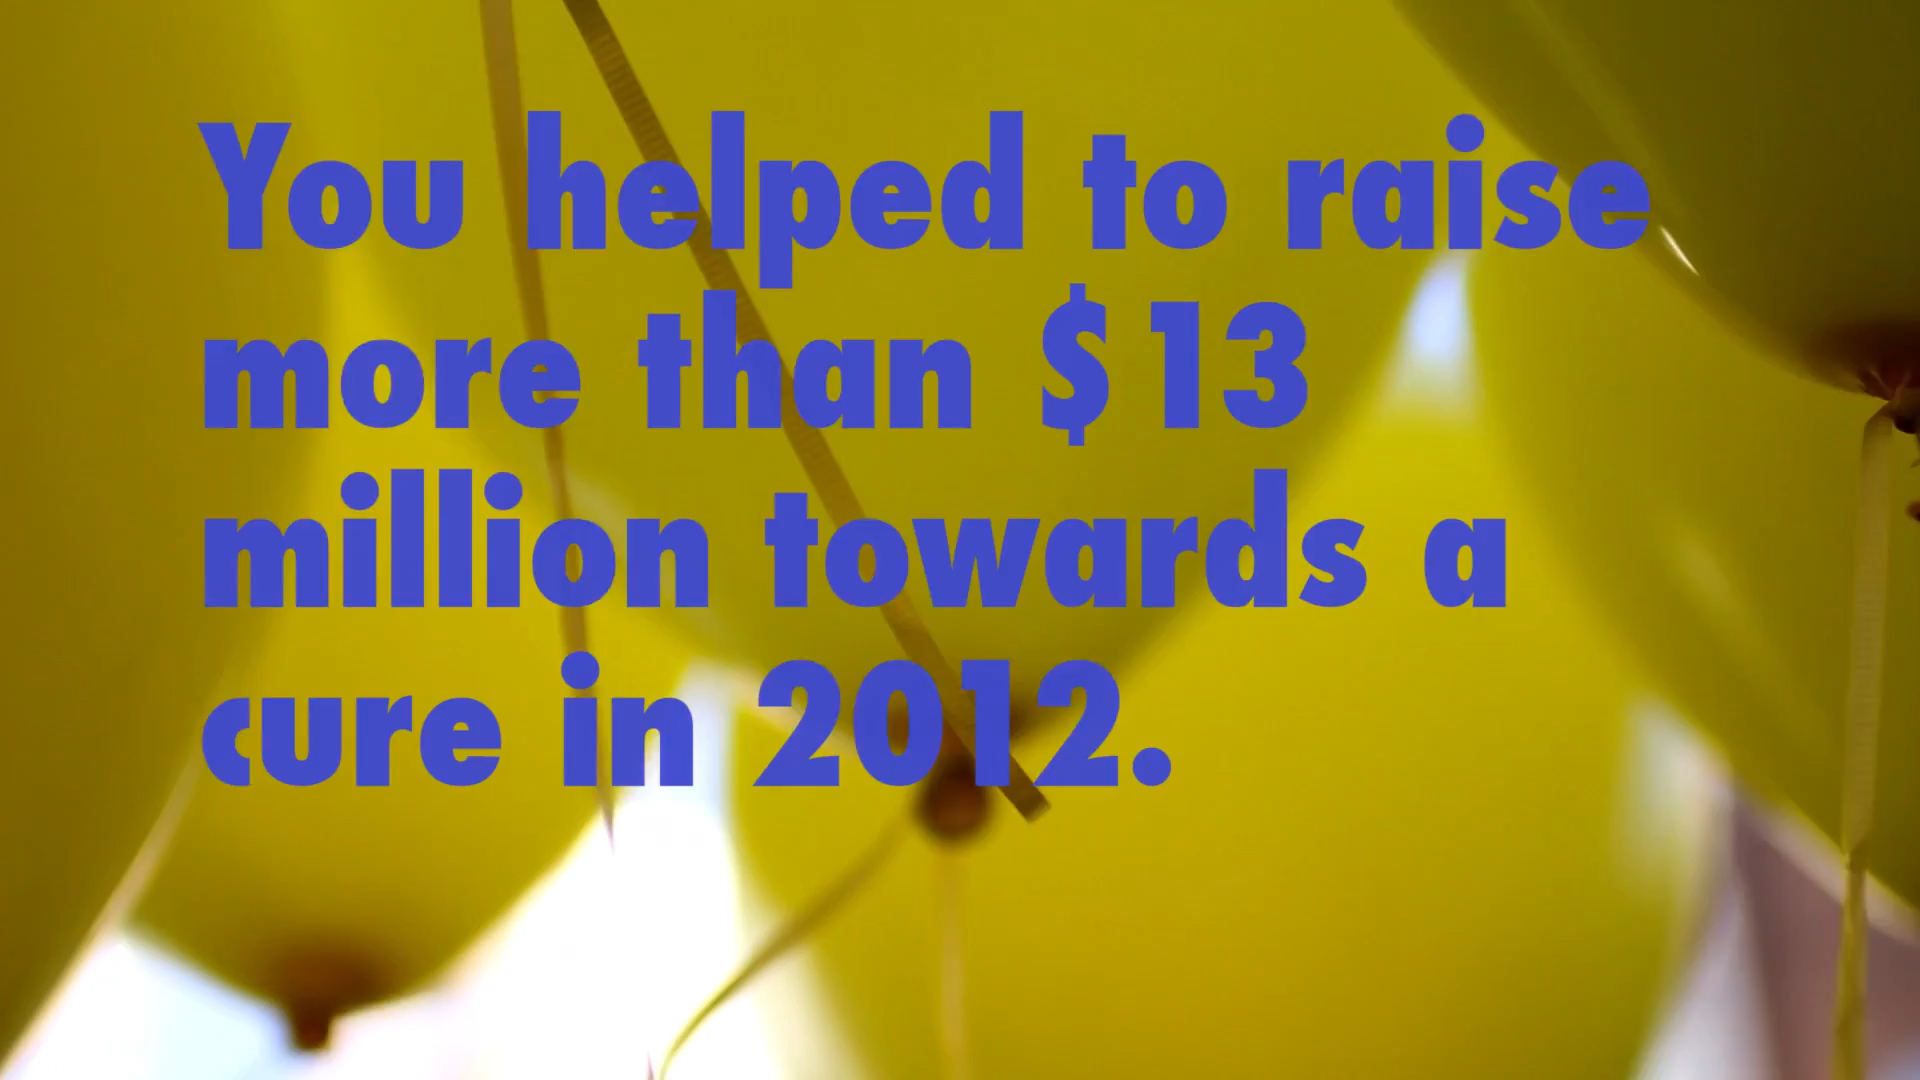 You helped to raise
more than $13
million towards a
cure in 2012.